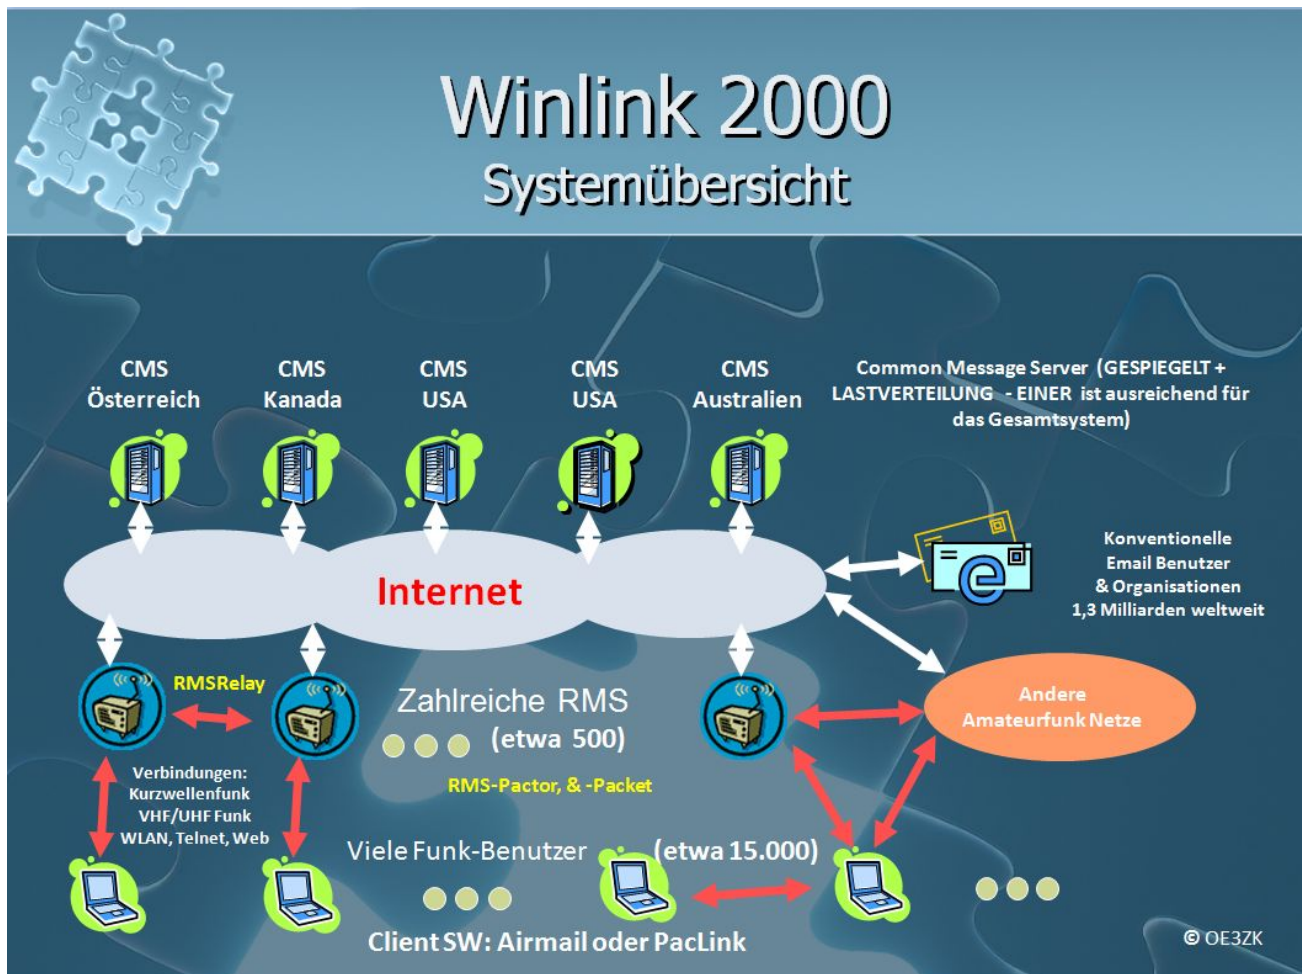 Winlink 2000
Systemübersicht
CMS
Österreich
CMS
Kanada
CMS
USA
CMS
USA
CMS
Australien
Common Message Server (GESPIEGELT +
LASTVERTEILUNG - EINER ist ausreichend für
das Gesamtsystem)
Internet
e
Konventionelle
Email Benutzer
& Organisationen
1,3 Milliarden weltweit
RMSRelay
Zahlreiche RMS
(etwa 500)
Andere
Amateurfunk Netze
RMS-Pactor, & -Packet
Verbindungen:
Kurzwellenfunk
VHF/UHF Funk
WLAN, Telnet, Web
Viele Funk-Benutzer (etwa 15.000)
Client SW: Airmail oder PacLink
© OE3ZK